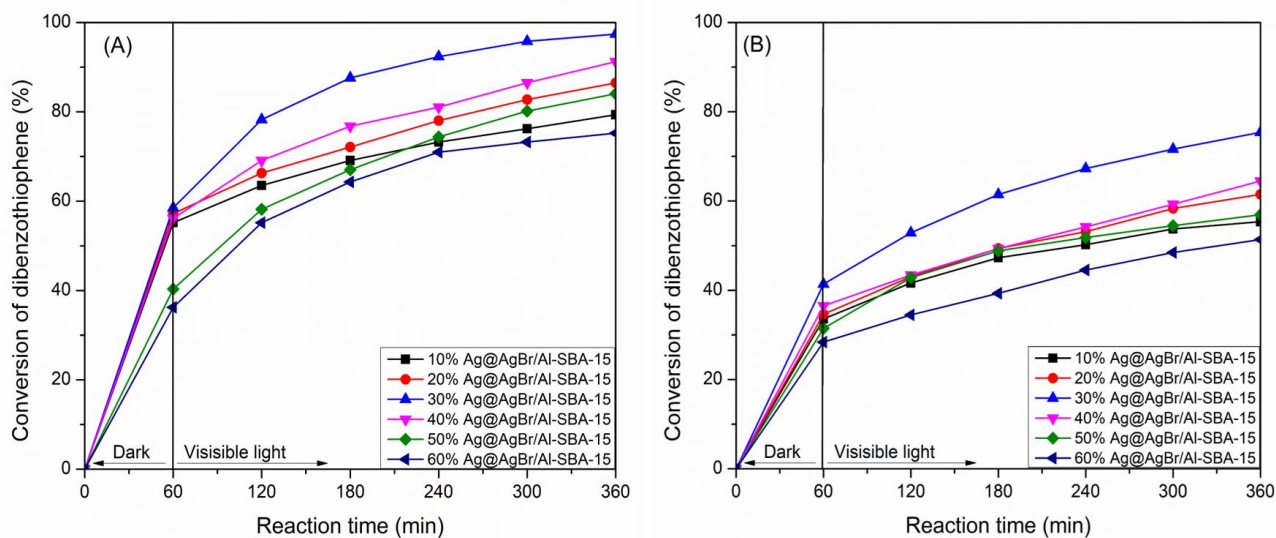 (A)
Conversion of dibenzothiophene (%)
100
80
60
40
20
0
Dark
Visisible light
10% Ag@AgBr/Al-SBA-15
20% Ag@AgBr/Al-SBA-15
30% Ag@AgBr/Al-SBA-15
40% Ag@AgBr/Al-SBA-15
50% Ag@AgBr/Al-SBA-15
60% Ag@AgBr/Al-SBA-15
0 60 120 180 240 300 360
Reaction time (min)
(B)
Conversion of dibenzothiophene (%)
100
80
60
40
20
0
Dark
Visisible light
10% Ag@AgBr/Al-SBA-15
20% Ag@AgBr/Al-SBA-15
30% Ag@AgBr/Al-SBA-15
40% Ag@AgBr/Al-SBA-15
50% Ag@AgBr/Al-SBA-15
60% Ag@AgBr/Al-SBA-15
0 60 120 180 240 300 360
Reaction time (min)